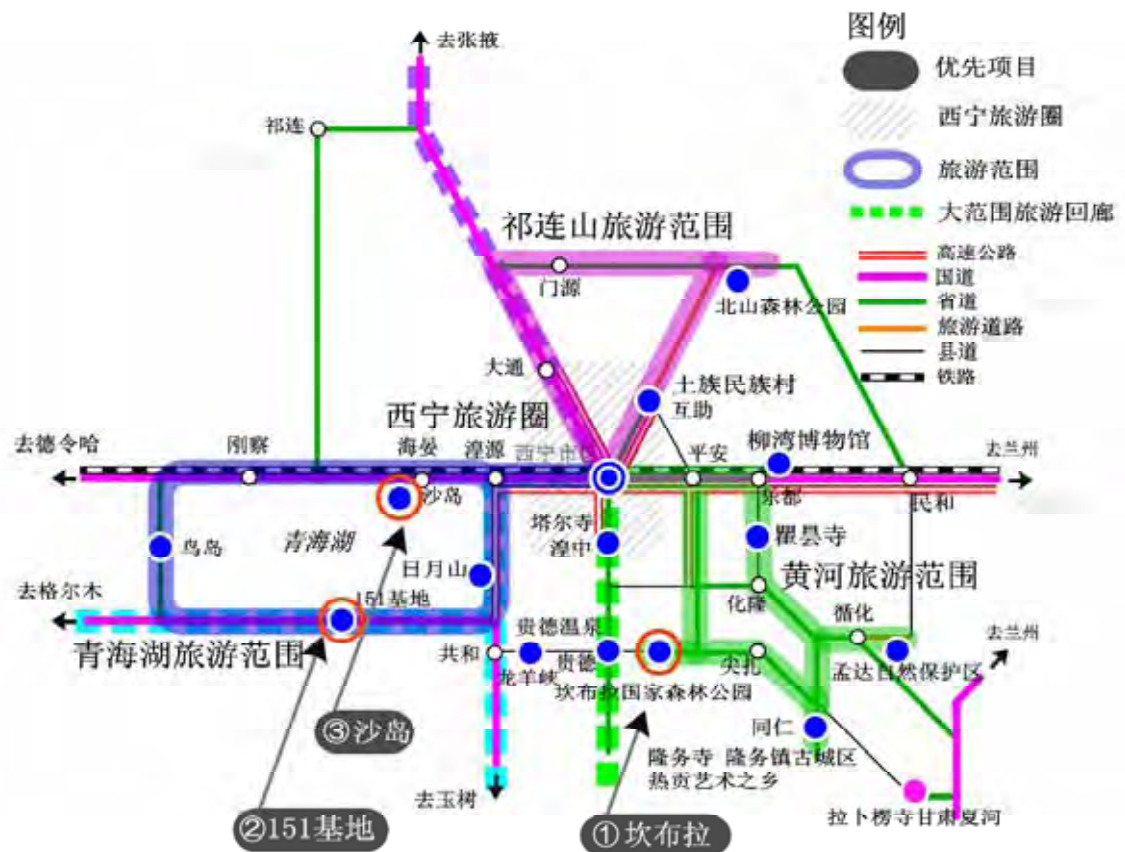 图例
优先项目
西宁旅游圈
旅游范围
大范围旅游回廊
高速公路
国道
省道
旅游道路
县道
铁路
去张掖
祁连
祁连山旅游范围
门源
北山森林公园
大通
土族民族村
互助
西宁旅游圈
西宁市
柳湾博物馆
去德令哈
刚察
海晏
湟源
平安
去兰州
沙岛
乐都
民和
塔尔寺
湟中
瞿昙寺
鸟岛
青海湖
日月山
黄河旅游范围
去格尔木
151基地
化隆
循化
青海湖旅游范围
贵德温泉
去兰州
共和
龙羊峡
贵德
尖扎
孟达自然保护区
坎布拉国家森林公园
③沙岛
同仁
隆务寺 隆务镇古城区
热贡艺术之乡
去玉树
拉卜楞寺甘肃夏河
②151基地
①坎布拉